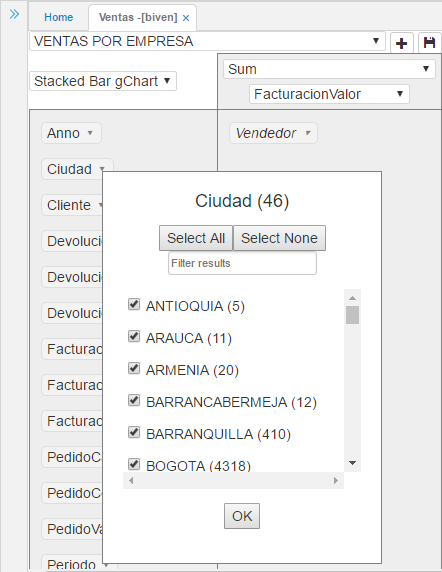 Home
Ventas -[biven] ×
VENTAS POR EMPRESA
Stacked Bar gChart
Sum
FacturacionValor
Anno
Vendedor
Ciudad
Cliente
Devoluci
Devoluci
Devoluci
Facturac
Facturac
Facturac
PedidoCa
PedidoCo
PedidoVa
Periodo
Ciudad (46)
Select All
Select None
Filter results
ANTIOQUIA (5)
ARAUCA (11)
ARMENIA (20)
BARRANCABERMEJA (12)
BARRANQUILLA (410)
BOGOTA (4318)
OK